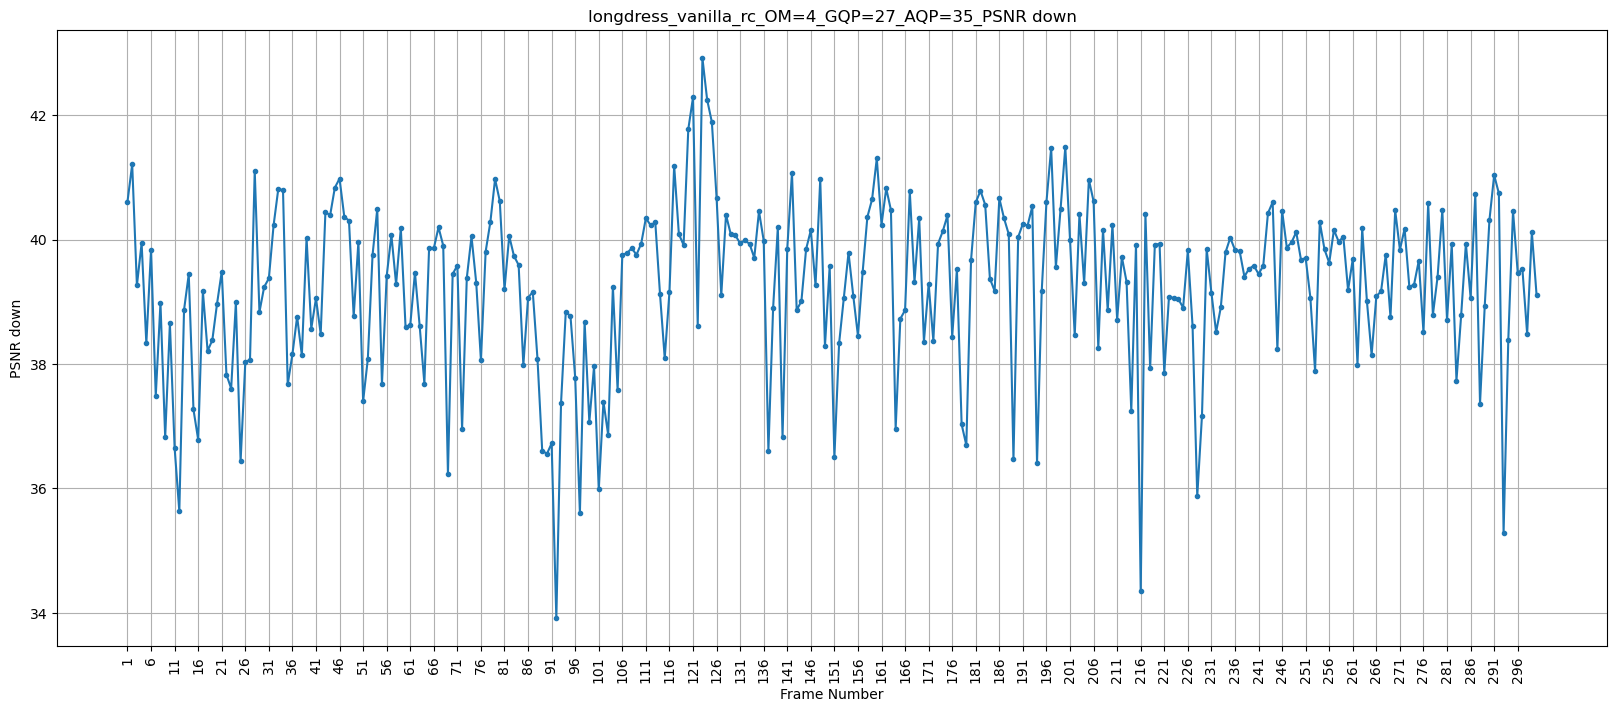 longdress_vanilla_rc_OM=4_GQP=27_AQP=35_PSNR down
42
40
38
36
34
PSNR down
1 6 11 16 21 26 31 36 41 46 51 56 61 66 71 76 81 86 91 96 101 106 111 116 121 126 131 136 141 146 151 156 161 166 171 176 181 186 191 196 201 206 211 216 221 226 231 236 241 246 251 256 261 266 271 276 281 286 291 296
Frame Number